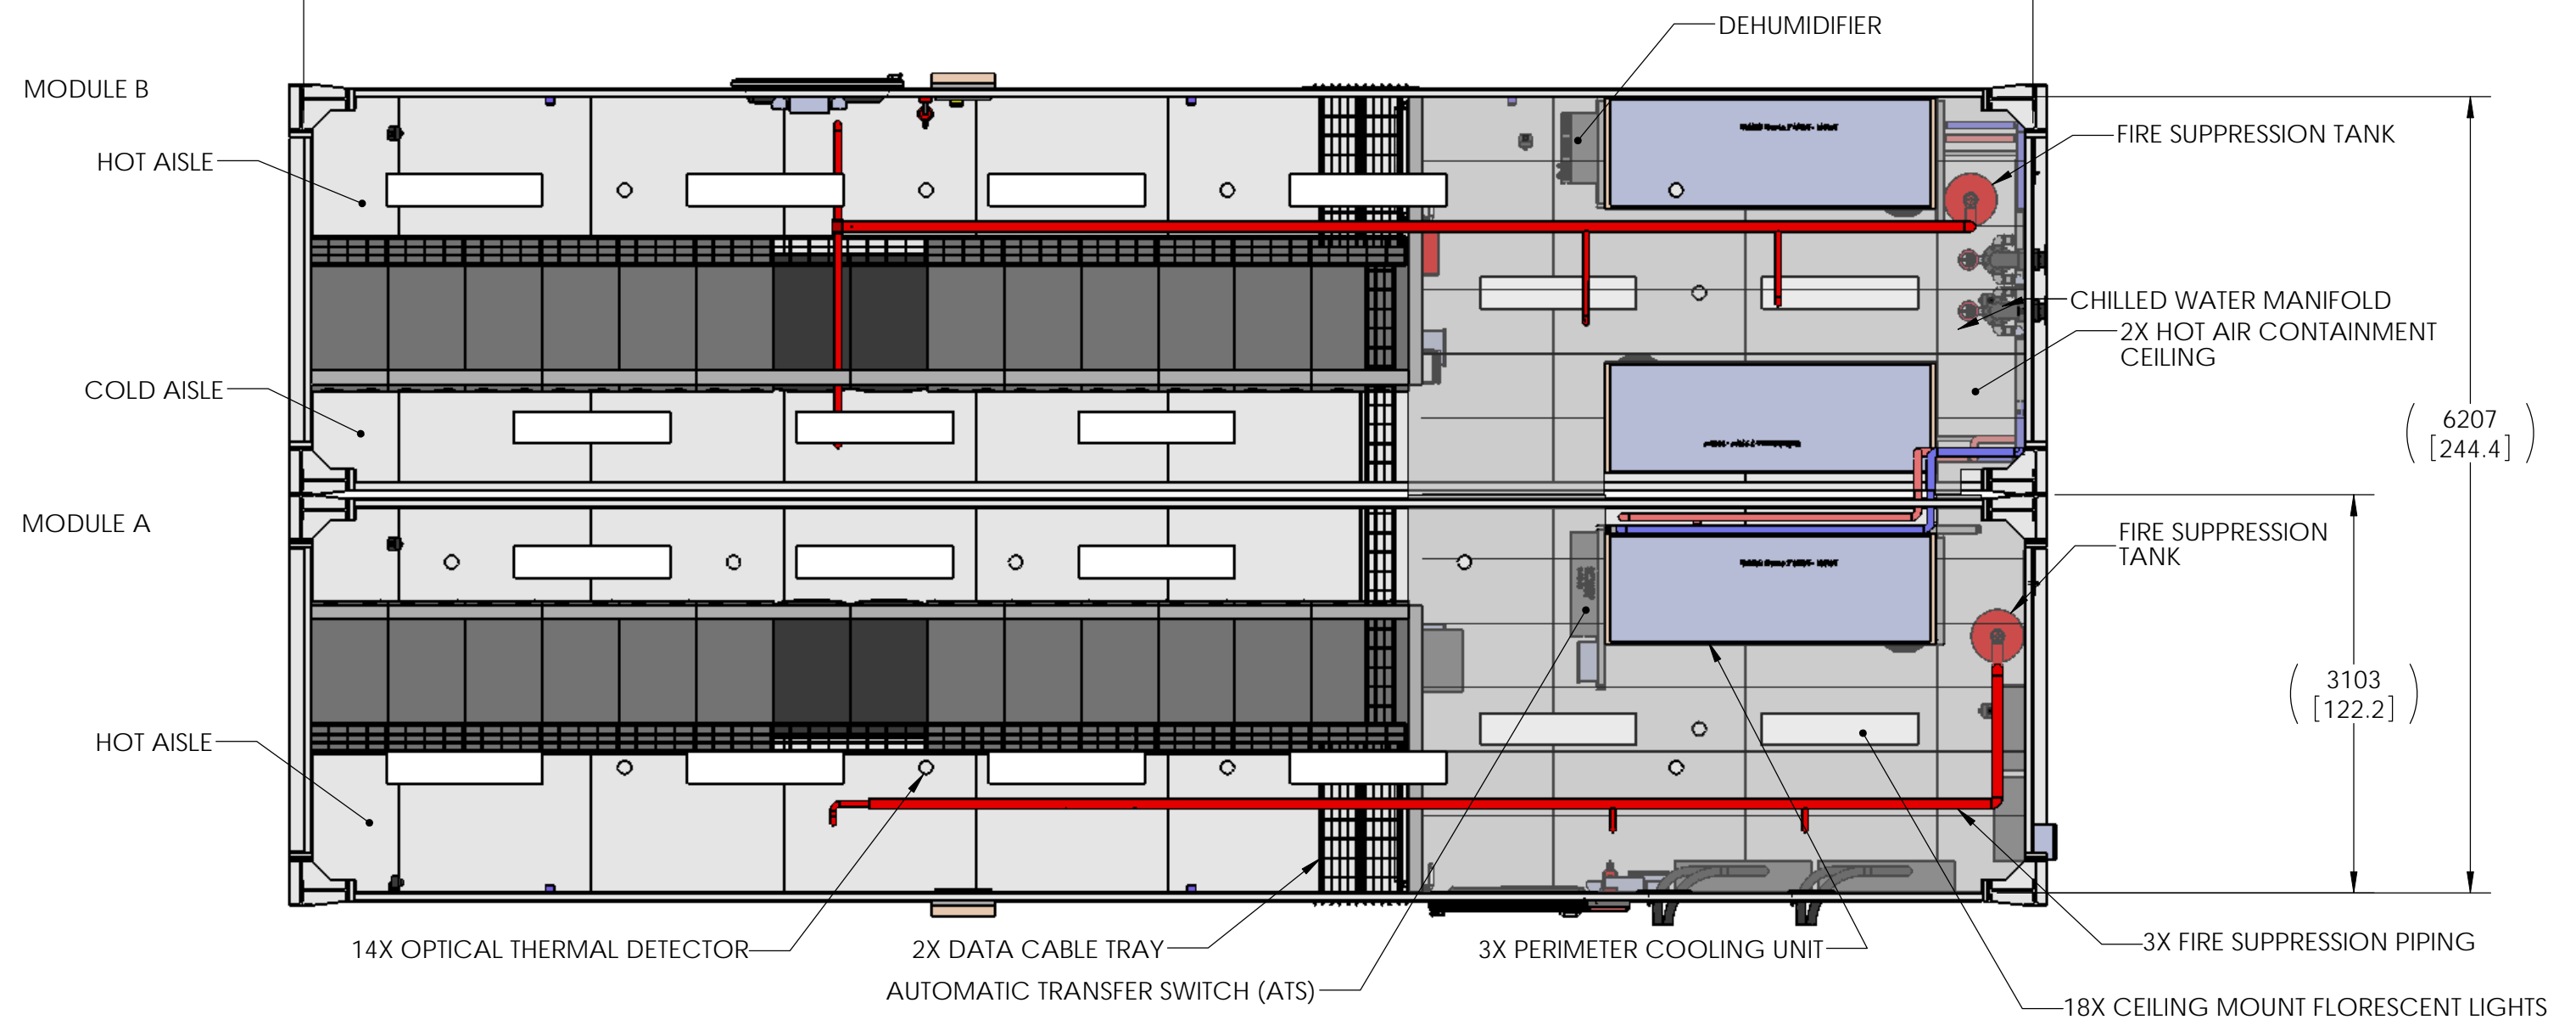 DEHUMIDIFIER
MODULE B
FIRE SUPPRESSION TANK
HOT AISLE
CHILLED WATER MANIFOLD
2X HOT AIR CONTAINMENT
CEILING
COLD AISLE
6207
[244.4]
MODULE A
FIRE SUPPRESSION
TANK
3103
[122.2]
HOT AISLE
14X OPTICAL THERMAL DETECTOR
2X DATA CABLE TRAY
3X PERIMETER COOLING UNIT
3X FIRE SUPPRESSION PIPING
AUTOMATIC TRANSFER SWITCH (ATS)
18X CEILING MOUNT FLORESCENT LIGHTS